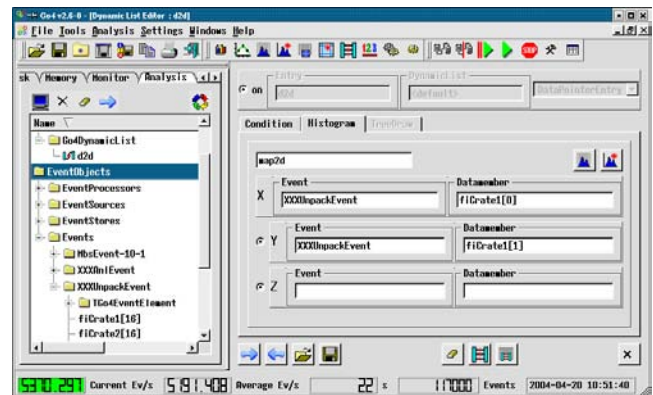 Go4 v2.6-0 - [Dynamic List Editor : d2d]
File Tools Analysis Settings Windows Help
sk Memory Monitor Analysis
Name
Go4DynamicList
d2d
EventObjects
EventProcessors
EventSources
EventStores
Events
MbsEvent-10-1
XXXAnlEvent
XXXUnpackEvent
TGo4EventElement
fiCrate1[16]
fiCrate2[16]
on
Entry
d2d
DynamicList
<default>
DataPointerEntry
Condition Histogram TreeDraw
map2d
X
Event
XXXUnpackEvent
Datamember
fiCrate1[0]
Y
Event
XXXUnpackEvent
Datamember
fiCrate1[1]
Z
Event
Datamember
Current Ev/s
Average Ev/s 22 s 117000 Events 2004-04-20 10:51:40